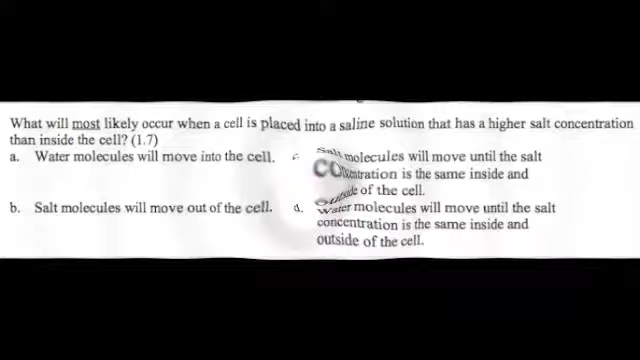 What will most likely occur when a cell is placed into a saline solution that has a higher salt concentration
than inside the cell? (1.7)
a. Water molecules will move into the cell.
b. Salt molecules will move out of the cell.
c. Salt molecules will move until the salt
concentration is the same inside and
outside of the cell.
d. Water molecules will move until the salt
concentration is the same inside and
outside of the cell.